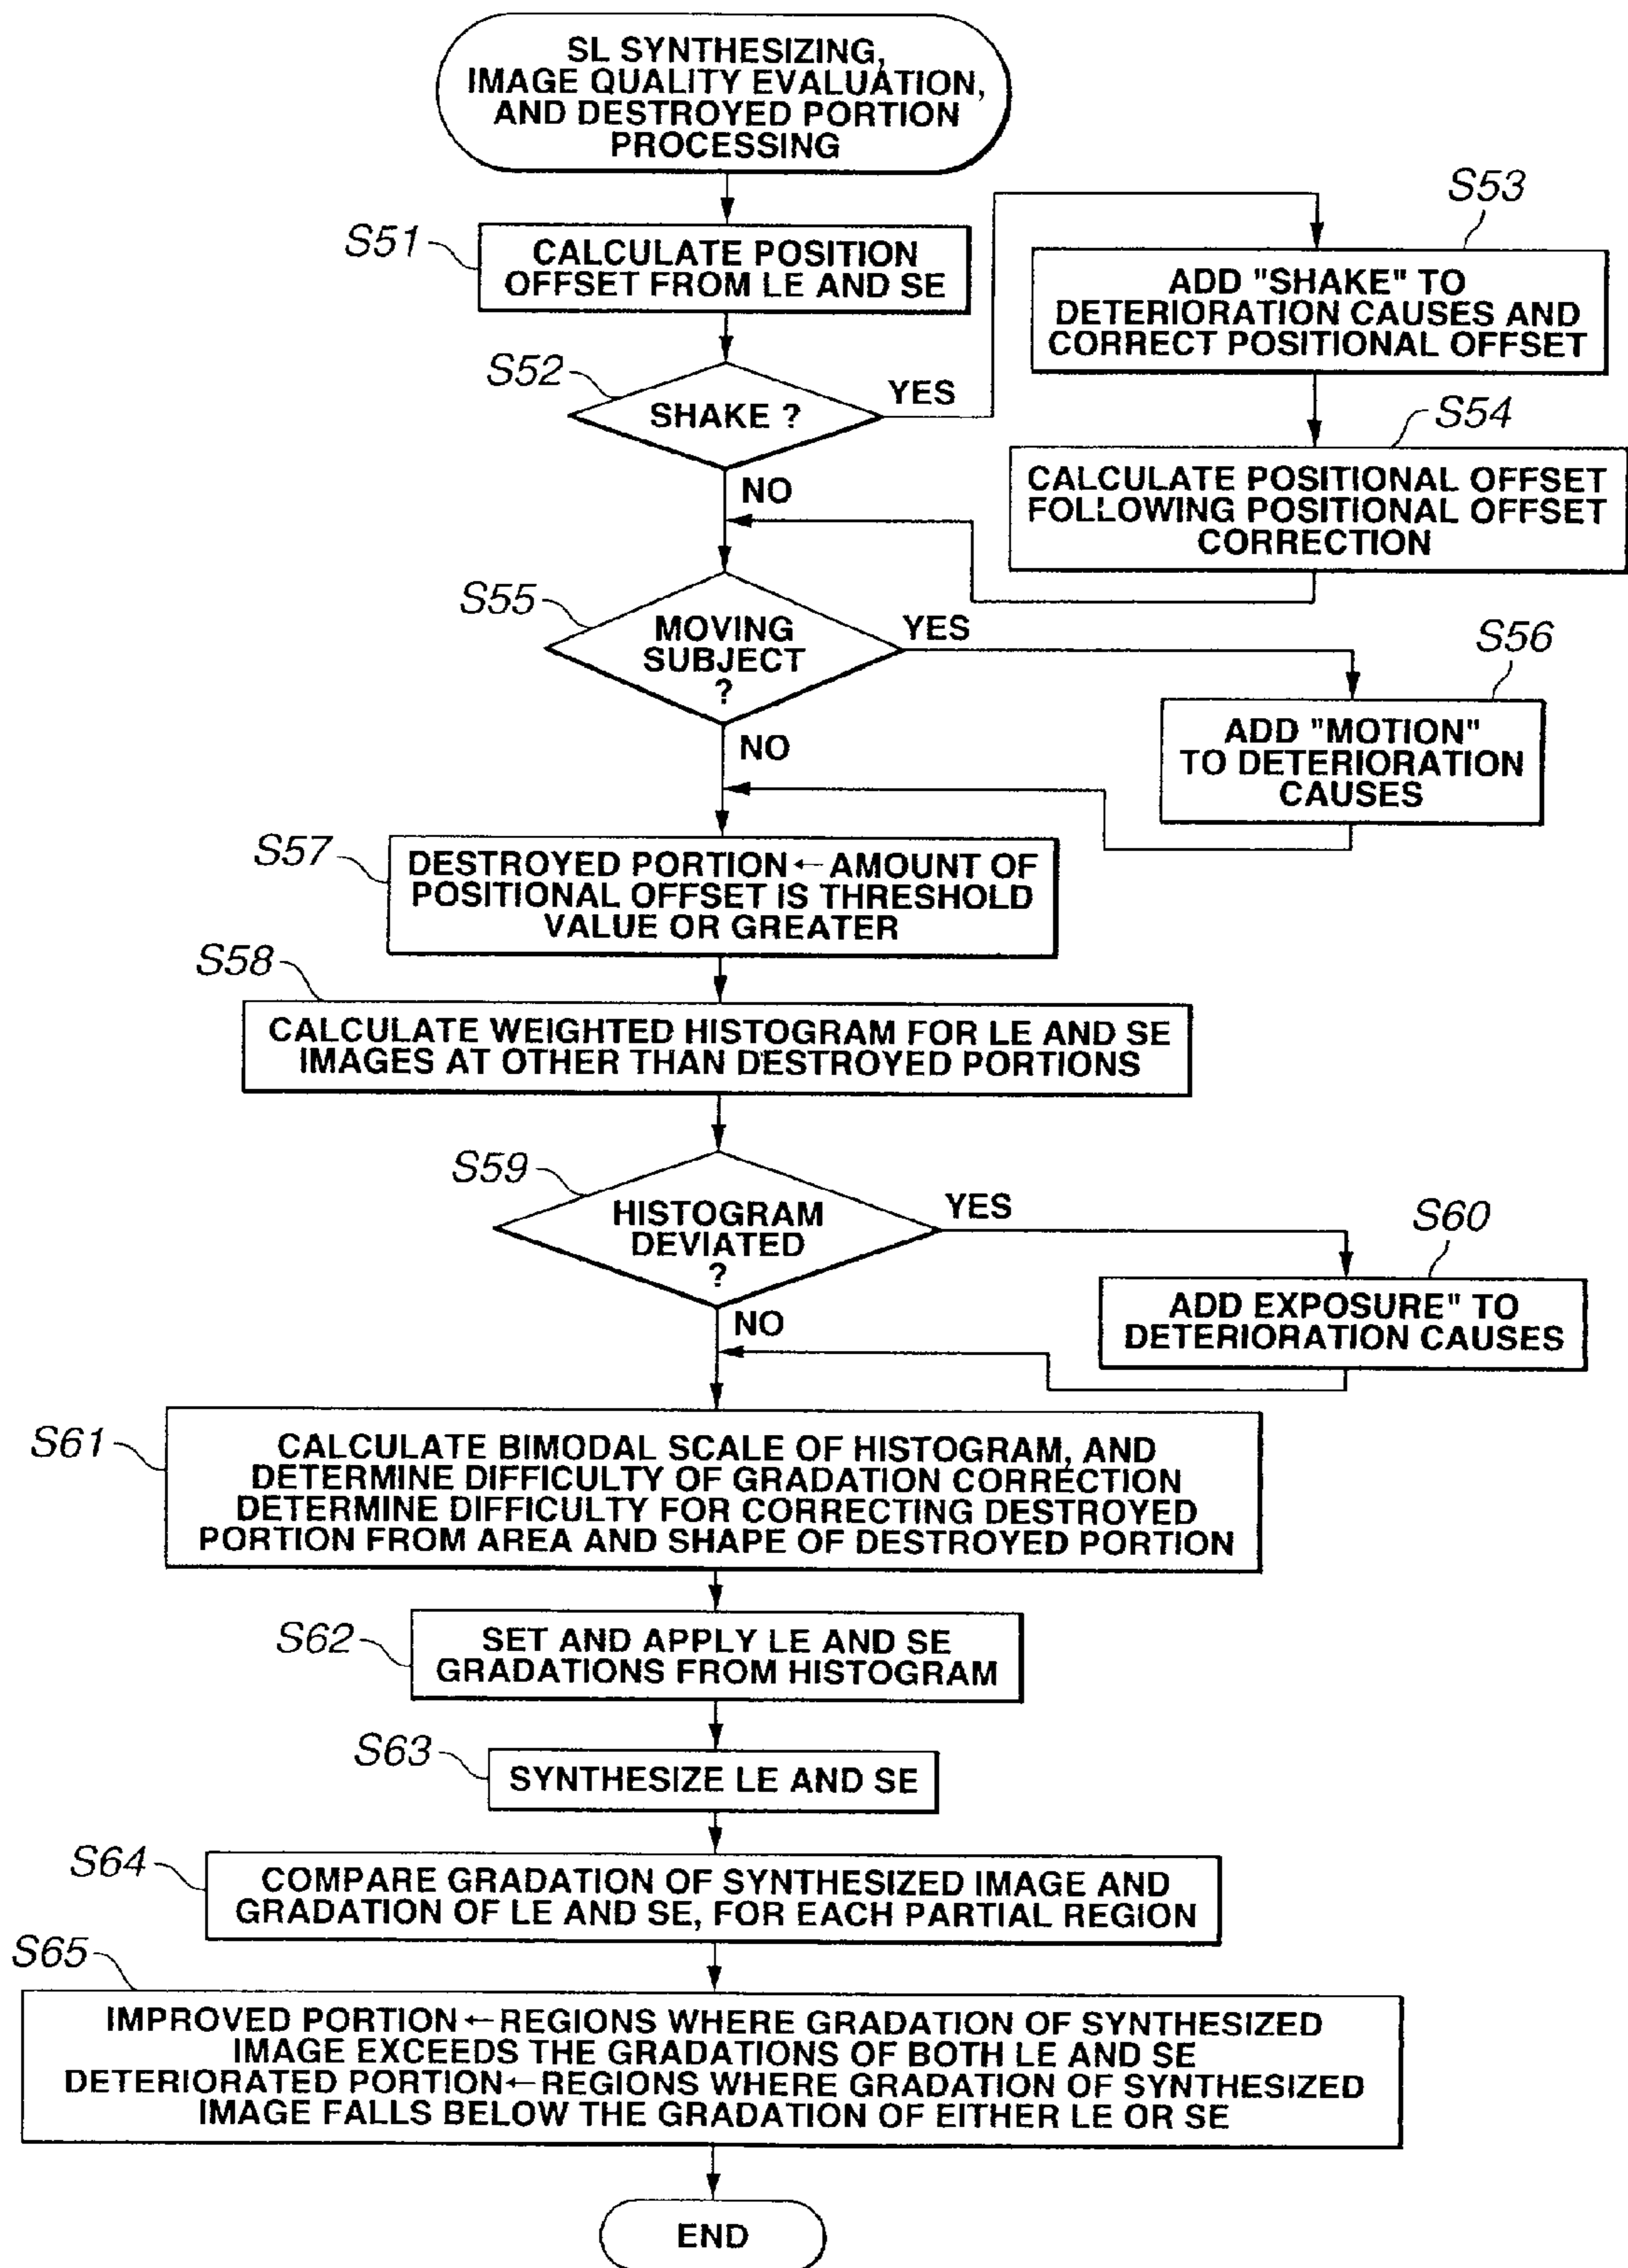 SL SYNTHESIZING,
IMAGE QUALITY EVALUATION,
AND DESTROYED PORTION
PROCESSING
S51
CALCULATE POSITION
OFFSET FROM LE AND SE
S52
SHAKE ?
YES
NO
S53
ADD "SHAKE" TO
DETERIORATION CAUSES AND
CORRECT POSITIONAL OFFSET
S54
CALCULATE POSITIONAL OFFSET
FOLLOWING POSITIONAL OFFSET
CORRECTION
S55
MOVING
SUBJECT
?
YES
NO
S56
ADD "MOTION"
TO DETERIORATION
CAUSES
S57
DESTROYED PORTION←AMOUNT OF
POSITIONAL OFFSET IS THRESHOLD
VALUE OR GREATER
S58
CALCULATE WEIGHTED HISTOGRAM FOR LE AND SE
IMAGES AT OTHER THAN DESTROYED PORTIONS
S59
HISTOGRAM
DEVIATED
?
YES
NO
S60
ADD EXPOSURE" TO
DETERIORATION CAUSES
S61
CALCULATE BIMODAL SCALE OF HISTOGRAM, AND
DETERMINE DIFFICULTY OF GRADATION CORRECTION
DETERMINE DIFFICULTY FOR CORRECTING DESTROYED
PORTION FROM AREA AND SHAPE OF DESTROYED PORTION
S62
SET AND APPLY LE AND SE
GRADATIONS FROM HISTOGRAM
S63
SYNTHESIZE LE AND SE
S64
COMPARE GRADATION OF SYNTHESIZED IMAGE AND
GRADATION OF LE AND SE, FOR EACH PARTIAL REGION
S65
IMPROVED PORTION←REGIONS WHERE GRADATION OF SYNTHESIZED
IMAGE EXCEEDS THE GRADATIONS OF BOTH LE AND SE
DETERIORATED PORTION←REGIONS WHERE GRADATION OF SYNTHESIZED
IMAGE FALLS BELOW THE GRADATION OF EITHER LE OR SE
END